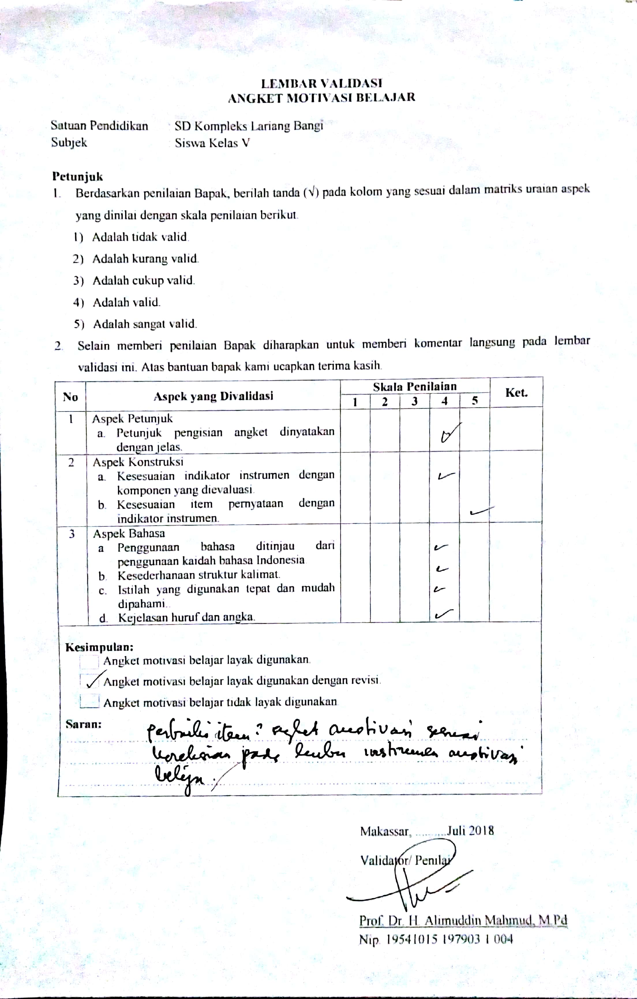 LEMBAR VALIDASI
ANGKET MOTIVASI BELAJAR
Satuan Pendidikan : SD Kompleks Lariang Bangi
Subjek : Siswa Kelas V
Petunjuk
1. Berdasarkan penilaian Bapak, berilah tanda (√) pada kolom yang sesuai dalam matriks uraian aspek
yang dinilai dengan skala penilaian berikut.
1) Adalah tidak valid.
2) Adalah kurang valid.
3) Adalah cukup valid.
4) Adalah valid.
5) Adalah sangat valid.
2. Selain memberi penilaian Bapak diharapkan untuk memberi komentar langsung pada lembar
validasi ini. Atas bantuan bapak kami ucapkan terima kasih.
No Aspek yang Divalidasi Skala Penilaian Ket.
1 2 3 4 5
1 Aspek Petunjuk
a. Petunjuk pengisian angket dinyatakan ✓
dengan jelas.
2 Aspek Konstruksi
a. Kesesuaian indikator instrumen dengan ✓
komponen yang dievaluasi.
b. Kesesuaian item pernyataan dengan ✓
indikator instrumen.
3 Aspek Bahasa
a Penggunaan bahasa ditinjau dari ✓
penggunaan kaidah bahasa Indonesia
b. Kesederhanaan struktur kalimat. ✓
c. Istilah yang digunakan tepat dan mudah ✓
dipahami..
d. Kejelasan huruf dan angka. ✓
Kesimpulan:
Angket motivasi belajar layak digunakan.
✓ Angket motivasi belajar layak digunakan dengan revisi.
Angket motivasi belajar tidak layak digunakan
Saran: perbaiki item2 angket motivasi sesuai
koreksian pada lembar instrumen motivasi
belajar.
Makassar, ..........Juli 2018
Validator/ Penilai
Prof. Dr. H. Alimuddin Mahmud, M.Pd
Nip. 19541015 197903 1 004